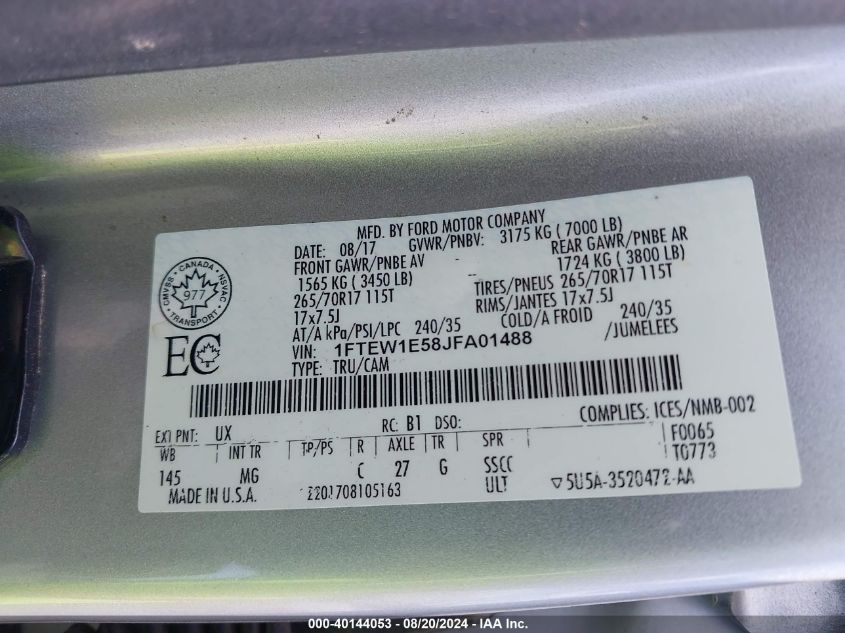 MFD. BY FORD MOTOR COMPANY
DATE: 08/17 GVWR/PNBV: 3175 KG ( 7000 LB)
FRONT GAWR/PNBE AV REAR GAWR/PNBE AR
1565 KG ( 3450 LB) 1724 KG ( 3800 LB)
265/70R17 115T TIRES/PNEUS 265/70R17 115T
17x7.5J RIMS/JANTES 17x7.5J
AT/A kPa/PSI/LPC 240/35 COLD/A FROID 240/35
VIN: 1FTEW1E58JFA01488 /JUMELEES
TYPE: TRU/CAM
CANADA
CMVSS NSVAC
977
TRANSPORT
EC
COMPLIES: ICES/NMB-002
EXT PNT: UX RC: B1 DSO:
WB INT TR TP/PS R AXLE TR SPR F0065
145 MG C 27 G SSCC T0773
MADE IN U.S.A. 2201708105163 ULT 5U5A-3520472-AA
000-40144053 - 08/20/2024 - IAA Inc.